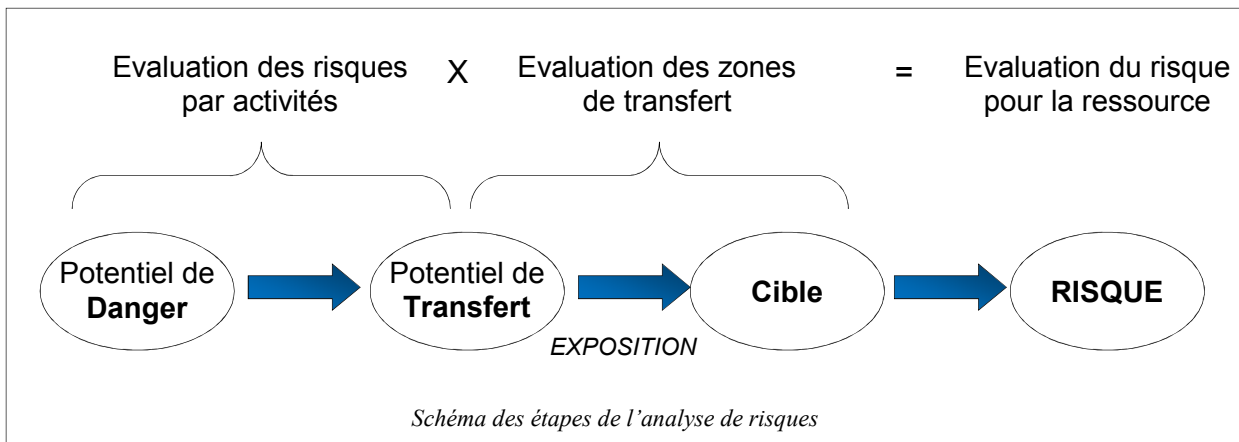 Evaluation des risques
par activités
X
Evaluation des zones
de transfert
=
Evaluation du risque
pour la ressource
Potentiel de
Danger
Potentiel de
Transfert
EXPOSITION
Cible
RISQUE
Schéma des étapes de l'analyse de risques